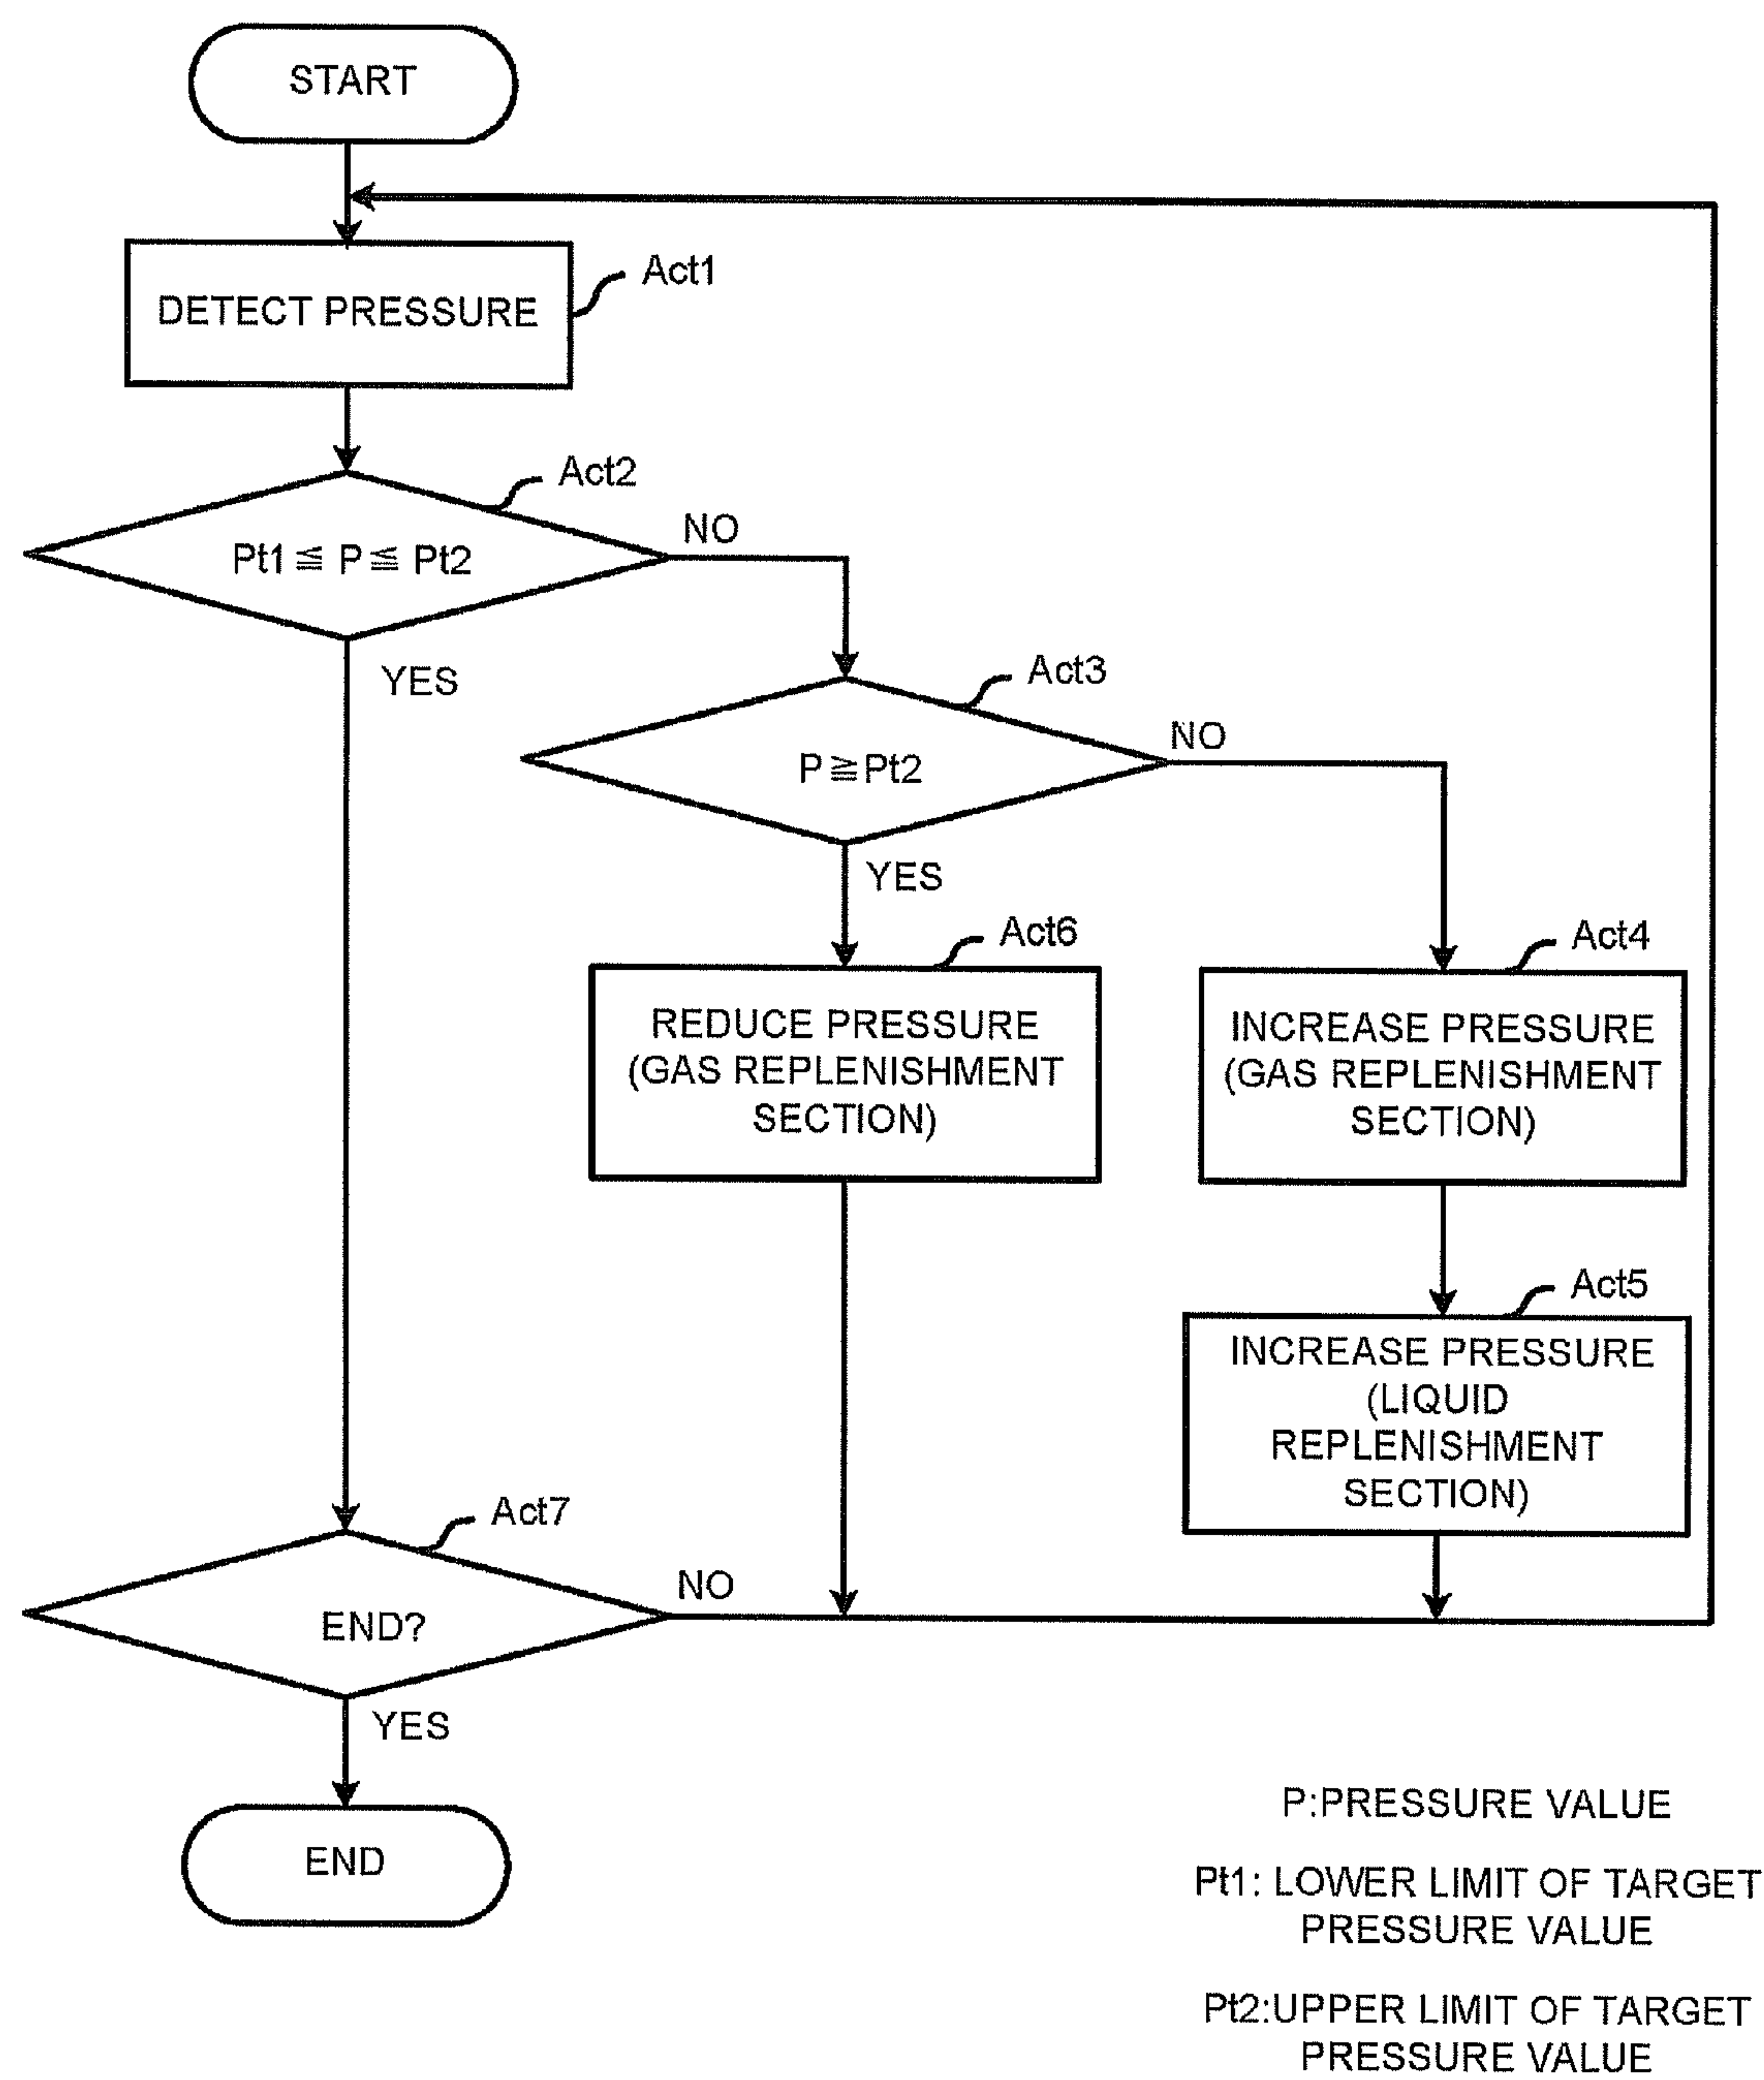 START
DETECT PRESSURE
Act1
Act2
Pt1 ≦ P ≦ Pt2
NO
YES
Act3
P ≧ Pt2
NO
YES
Act6
REDUCE PRESSURE
(GAS REPLENISHMENT
SECTION)
Act4
INCREASE PRESSURE
(GAS REPLENISHMENT
SECTION)
Act5
INCREASE PRESSURE
(LIQUID
REPLENISHMENT
SECTION)
Act7
END?
NO
YES
END
P:PRESSURE VALUE
Pt1: LOWER LIMIT OF TARGET
PRESSURE VALUE
Pt2:UPPER LIMIT OF TARGET
PRESSURE VALUE